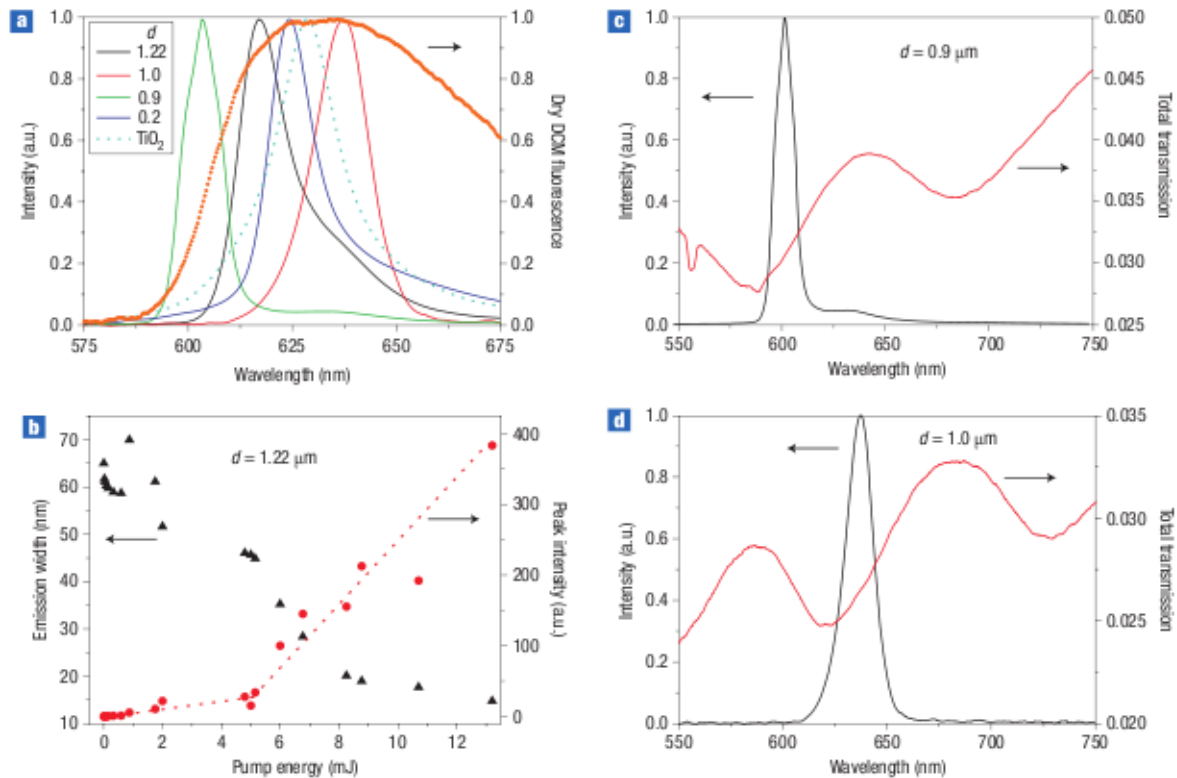 a
d
1.22
1.0
0.9
0.2
TiO2
Intensity (a.u.)
1.0
0.8
0.6
0.4
0.2
0.0
1.0
0.8
0.6
0.4
0.2
0.0
Dry DCM fluorescence
575 600 625 650 675
Wavelength (nm)
c
d = 0.9 μm
Intensity (a.u.)
1.0
0.8
0.6
0.4
0.2
0.0
0.050
0.045
0.040
0.035
0.030
0.025
Total transmission
550 600 650 700 750
Wavelength (nm)
b
d = 1.22 μm
Emission width (nm)
70
60
50
40
30
20
10
400
300
200
100
0
Peak intensity (a.u.)
0 2 4 6 8 10 12
Pump energy (mJ)
d
d = 1.0 μm
Intensity (a.u.)
1.0
0.8
0.6
0.4
0.2
0.0
0.035
0.030
0.025
0.020
Total transmission
550 600 650 700 750
Wavelength (nm)